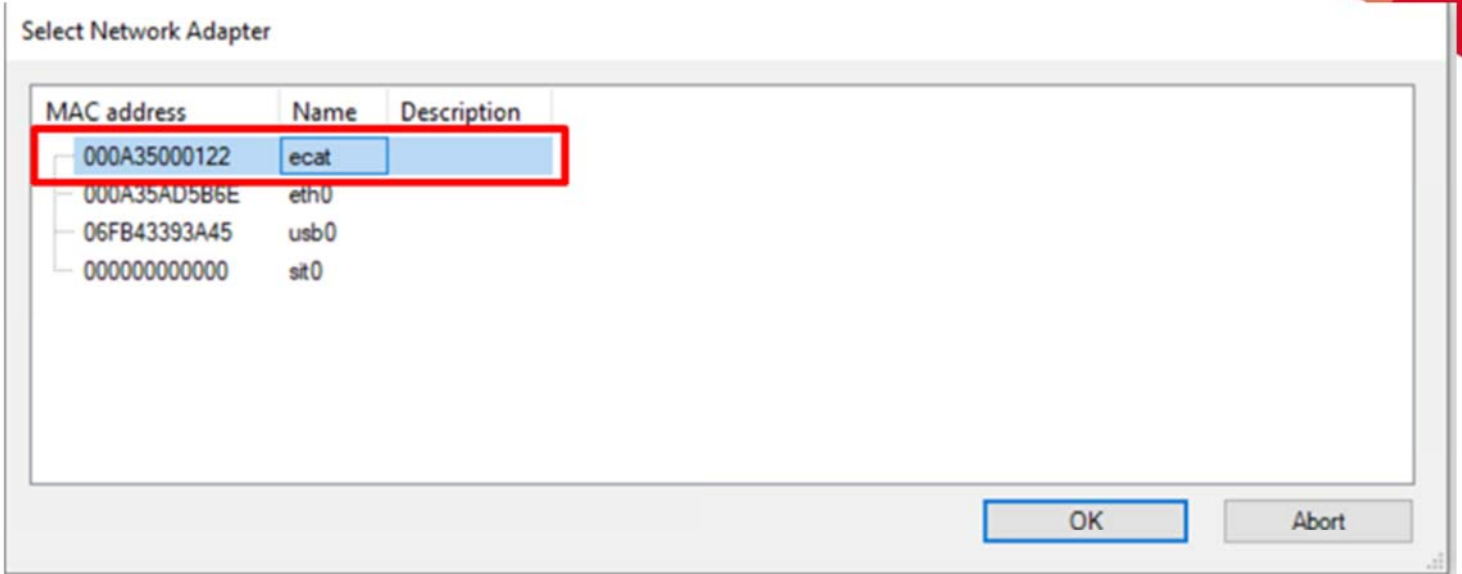 Select Network Adapter
MAC address Name Description
000A35000122 ecat
000A35AD5B6E eth0
06FB43393A45 usb0
000000000000 sit0
OK Abort